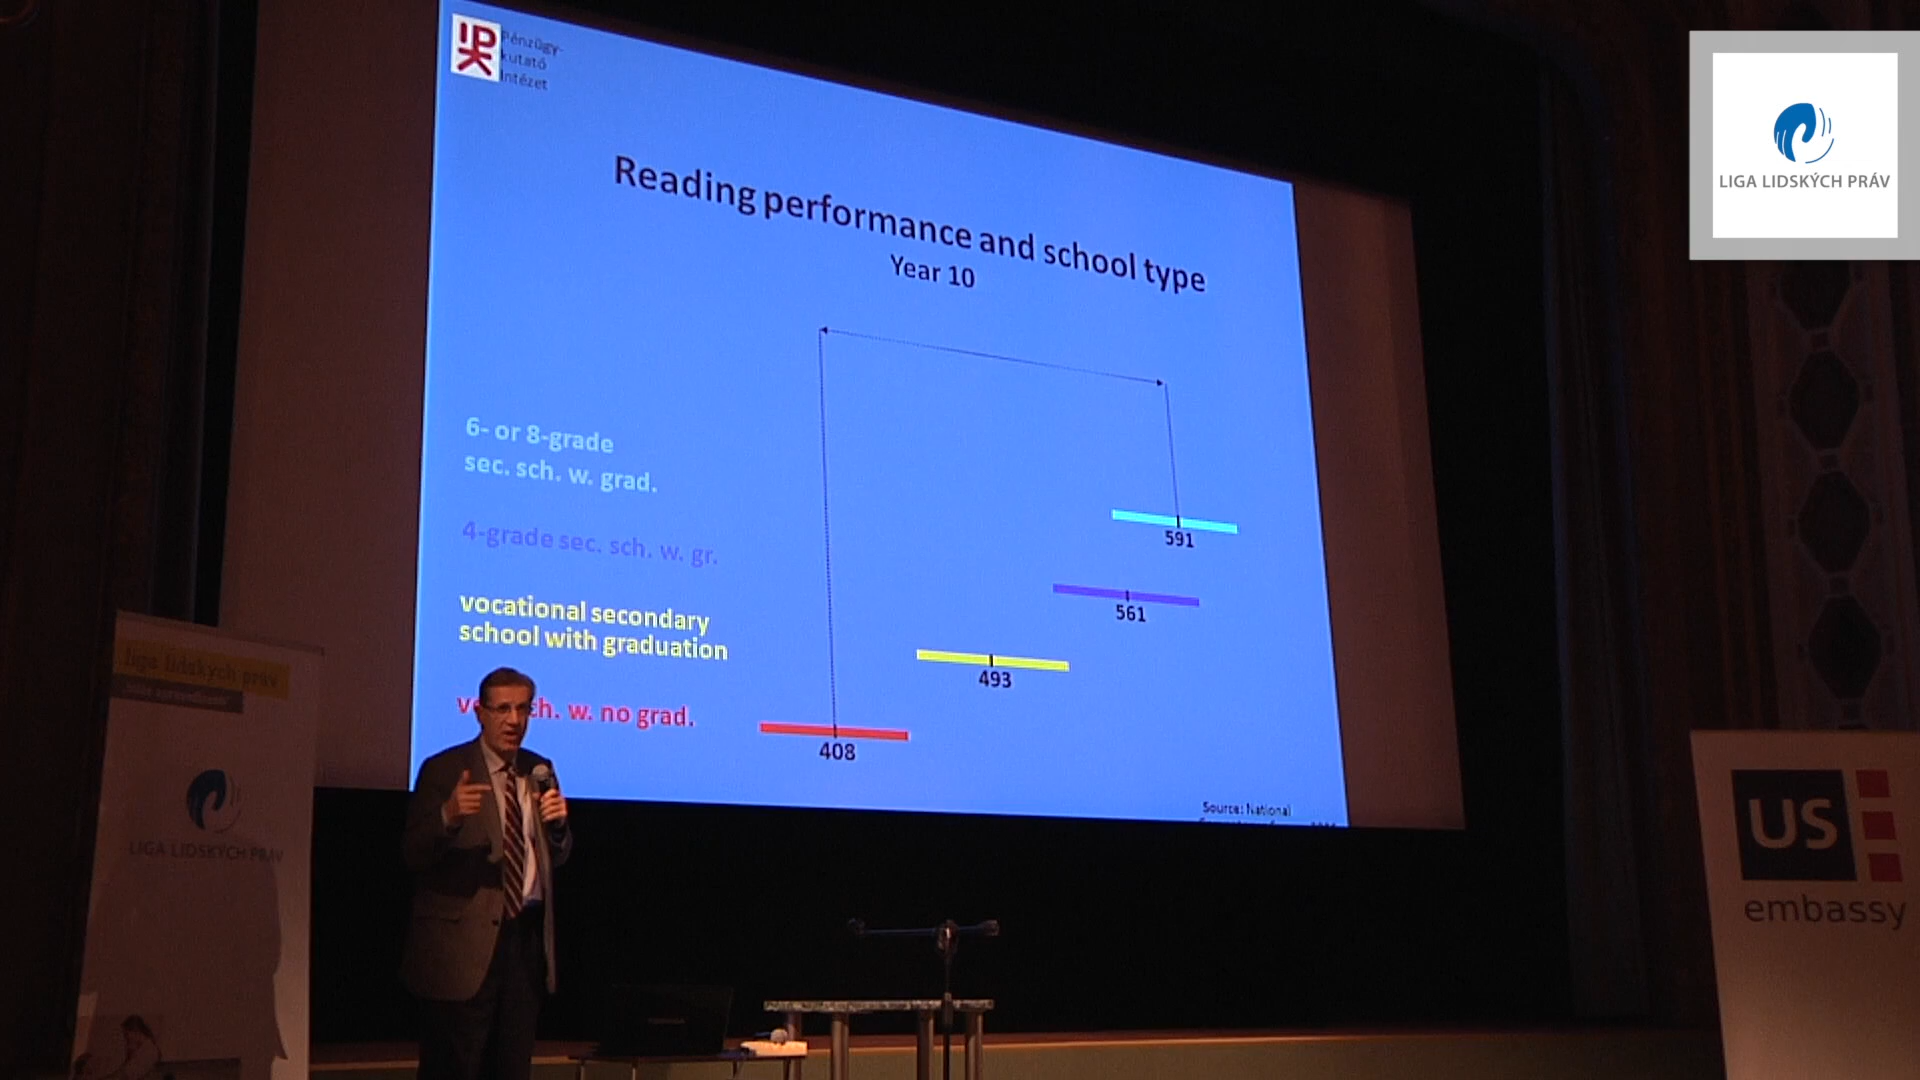 Pénzügy-
kutató
Intézet
Reading performance and school type
Year 10
6- or 8-grade
sec. sch. w. grad.
4-grade sec. sch. w. gr.
vocational secondary
school with graduation
ch. w. no grad.
591
561
493
408
Source: National
LIGA LIDSKÝCH PRÁV
liga lidských práv
LIGA LIDSKÝCH PRÁV
US
embassy